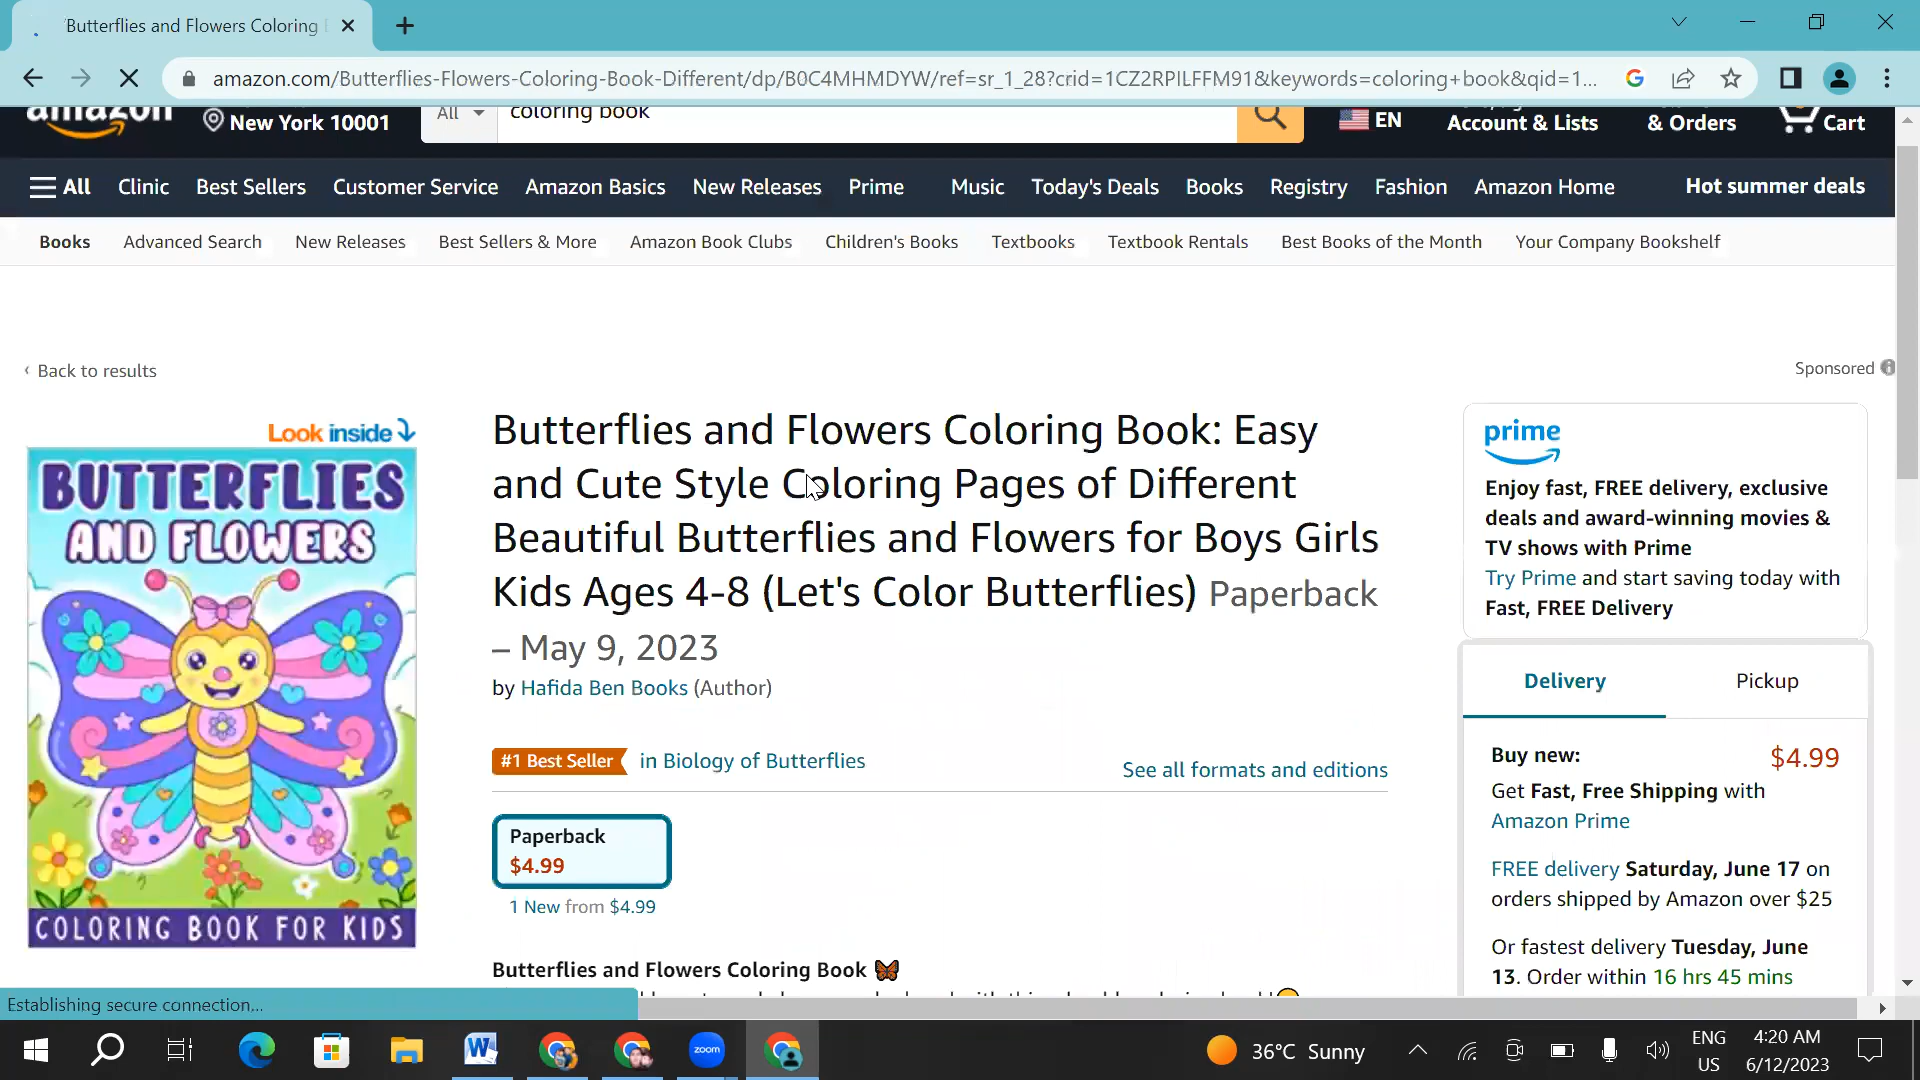 Butterflies and Flowers Coloring
amazon.com/Butterflies-Flowers-Coloring-Book-Different/dp/B0C4MHMDYW/ref=sr_1_28?crid=1CZ2RPILFFM91&keywords=coloring+book&qid=1...
amazon
New York 10001
All
coloring book
EN
Account & Lists
& Orders
Cart
All Clinic Best Sellers Customer Service Amazon Basics New Releases Prime Music Today's Deals Books Registry Fashion Amazon Home Hot summer deals
Books Advanced Search New Releases Best Sellers & More Amazon Book Clubs Children's Books Textbooks Textbook Rentals Best Books of the Month Your Company Bookshelf
‹ Back to results
Sponsored
Look inside
BUTTERFLIES
AND FLOWERS
COLORING BOOK FOR KIDS
Butterflies and Flowers Coloring Book: Easy
and Cute Style Coloring Pages of Different
Beautiful Butterflies and Flowers for Boys Girls
Kids Ages 4-8 (Let's Color Butterflies) Paperback
– May 9, 2023
by Hafida Ben Books (Author)
#1 Best Seller in Biology of Butterflies
See all formats and editions
Paperback
$4.99
1 New from $4.99
Butterflies and Flowers Coloring Book 🦋
prime
Enjoy fast, FREE delivery, exclusive
deals and award-winning movies &
TV shows with Prime
Try Prime and start saving today with
Fast, FREE Delivery
Delivery
Pickup
Buy new:
$4.99
Get Fast, Free Shipping with
Amazon Prime
FREE delivery Saturday, June 17 on
orders shipped by Amazon over $25
Or fastest delivery Tuesday, June
13. Order within 16 hrs 45 mins
Establishing secure connection...
W
zoom
36°C Sunny
ENG
US
4:20 AM
6/12/2023